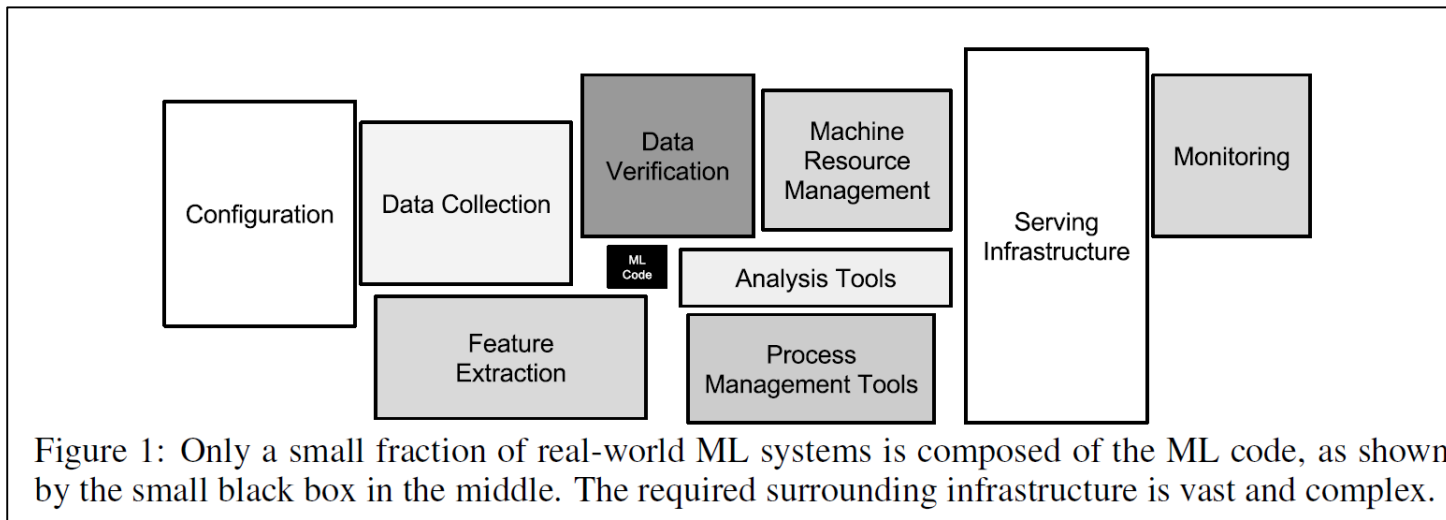 Configuration
Data Collection
Data
Verification
Machine
Resource
Management
Monitoring
Serving
Infrastructure
ML
Code
Analysis Tools
Feature
Extraction
Process
Management Tools
Figure 1: Only a small fraction of real-world ML systems is composed of the ML code, as shown
by the small black box in the middle. The required surrounding infrastructure is vast and complex.